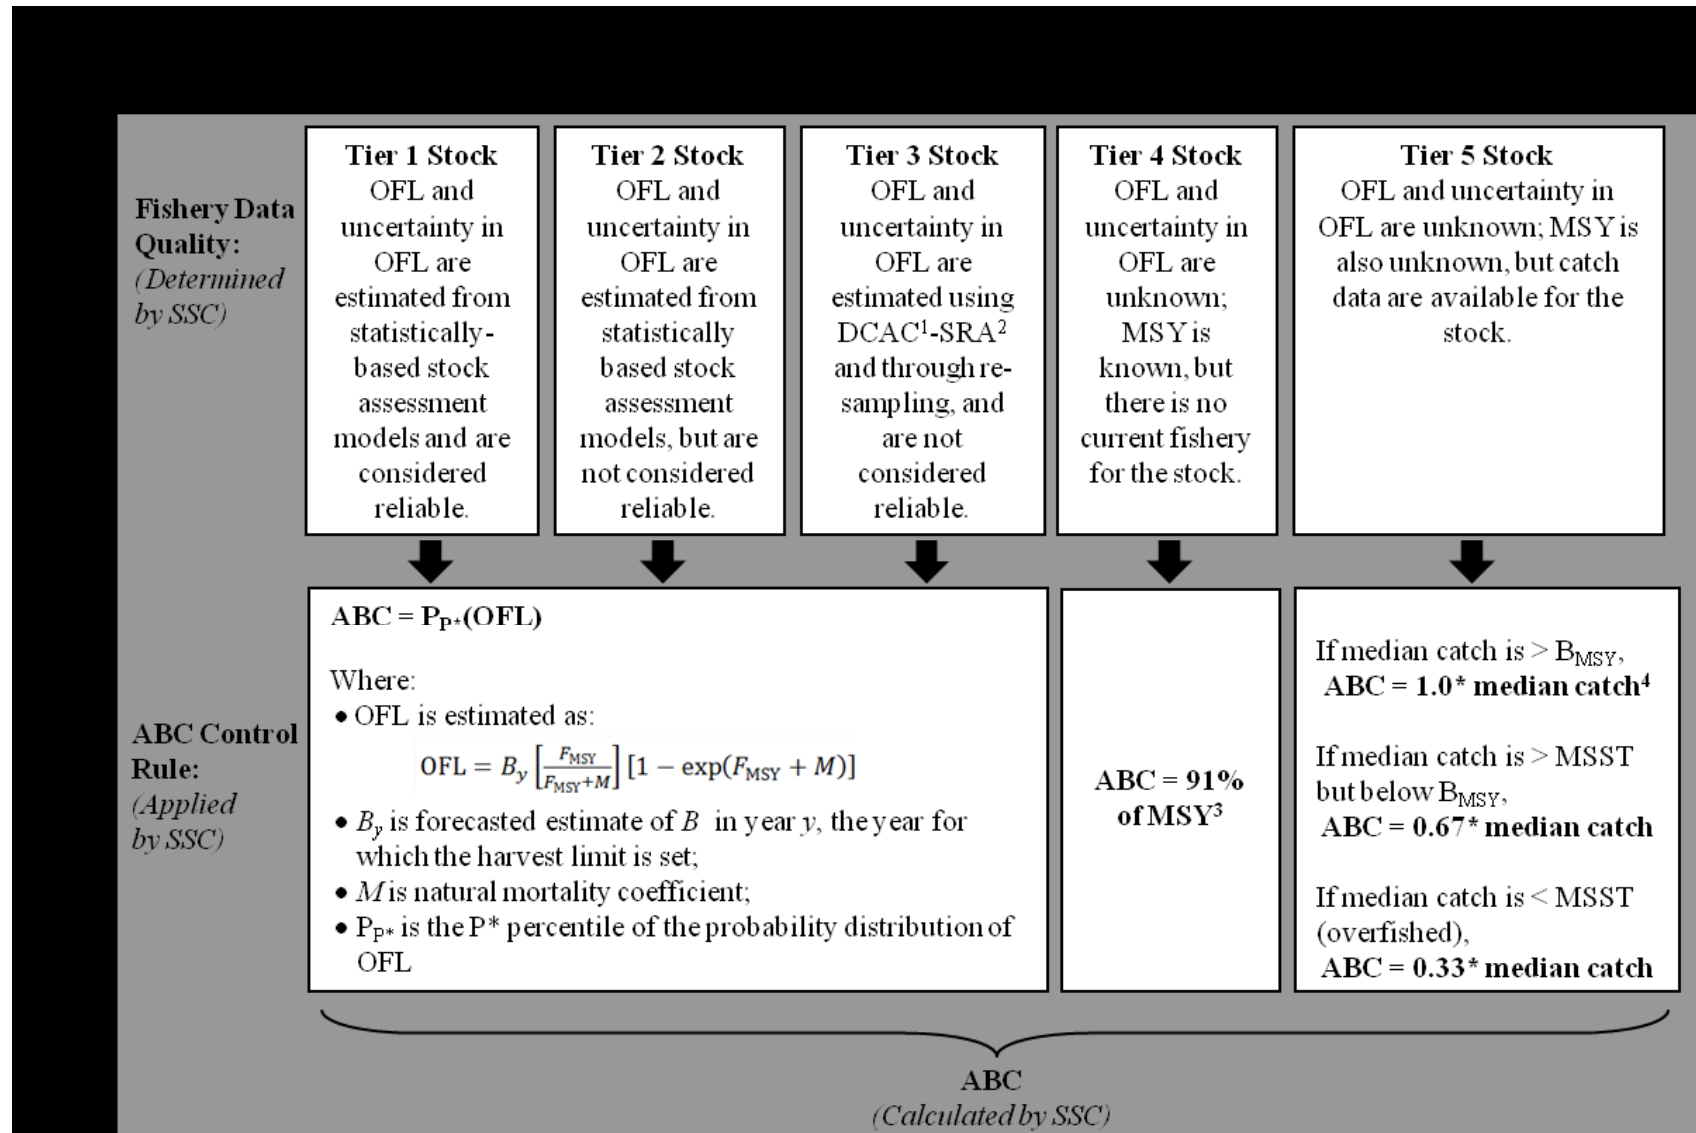 Fishery Data
Quality:
(Determined
by SSC)
Tier 1 Stock
OFL and
uncertainty in
OFL are
estimated from
statistically-
based stock
assessment
models and are
considered
reliable.
Tier 2 Stock
OFL and
uncertainty in
OFL are
estimated from
statistically
based stock
assessment
models, but are
not considered
reliable.
Tier 3 Stock
OFL and
uncertainty in
OFL are
estimated using
DCAC¹-SRA²
and through re-
sampling, and
are not
considered
reliable.
Tier 4 Stock
OFL and
uncertainty in
OFL are
unknown;
MSY is
known, but
there is no
current fishery
for the stock.
Tier 5 Stock
OFL and uncertainty in
OFL are unknown; MSY is
also unknown, but catch
data are available for the
stock.
ABC Control
Rule:
(Applied
by SSC)
ABC = P_P*(OFL)
Where:
• OFL is estimated as:
OFL = B_y [F_MSY / (F_MSY+M)] [1 − exp(F_MSY + M)]
• B_y is forecasted estimate of B in year y, the year for
which the harvest limit is set;
• M is natural mortality coefficient;
• P_P* is the P* percentile of the probability distribution of
OFL
ABC = 91%
of MSY³
If median catch is > B_MSY,
ABC = 1.0* median catch⁴
If median catch is > MSST
but below B_MSY,
ABC = 0.67* median catch
If median catch is < MSST
(overfished),
ABC = 0.33* median catch
ABC
(Calculated by SSC)